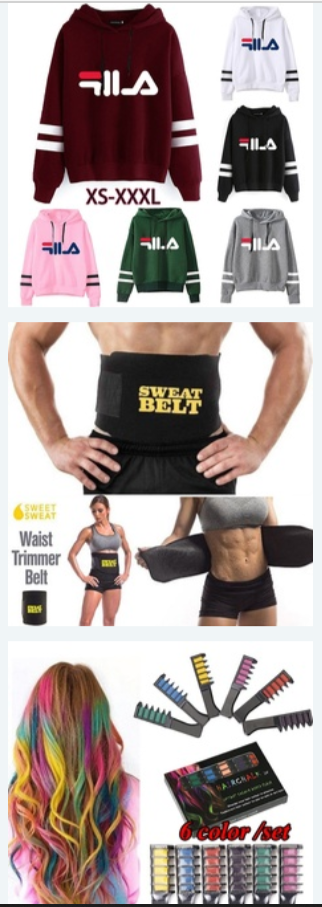 FILA
FILA
FILA
XS-XXXL
FILA
FILA
FILA
SWEAT
BELT
SWEET
SWEAT
Waist
Trimmer
Belt
HAIRCHALK
6 color /set